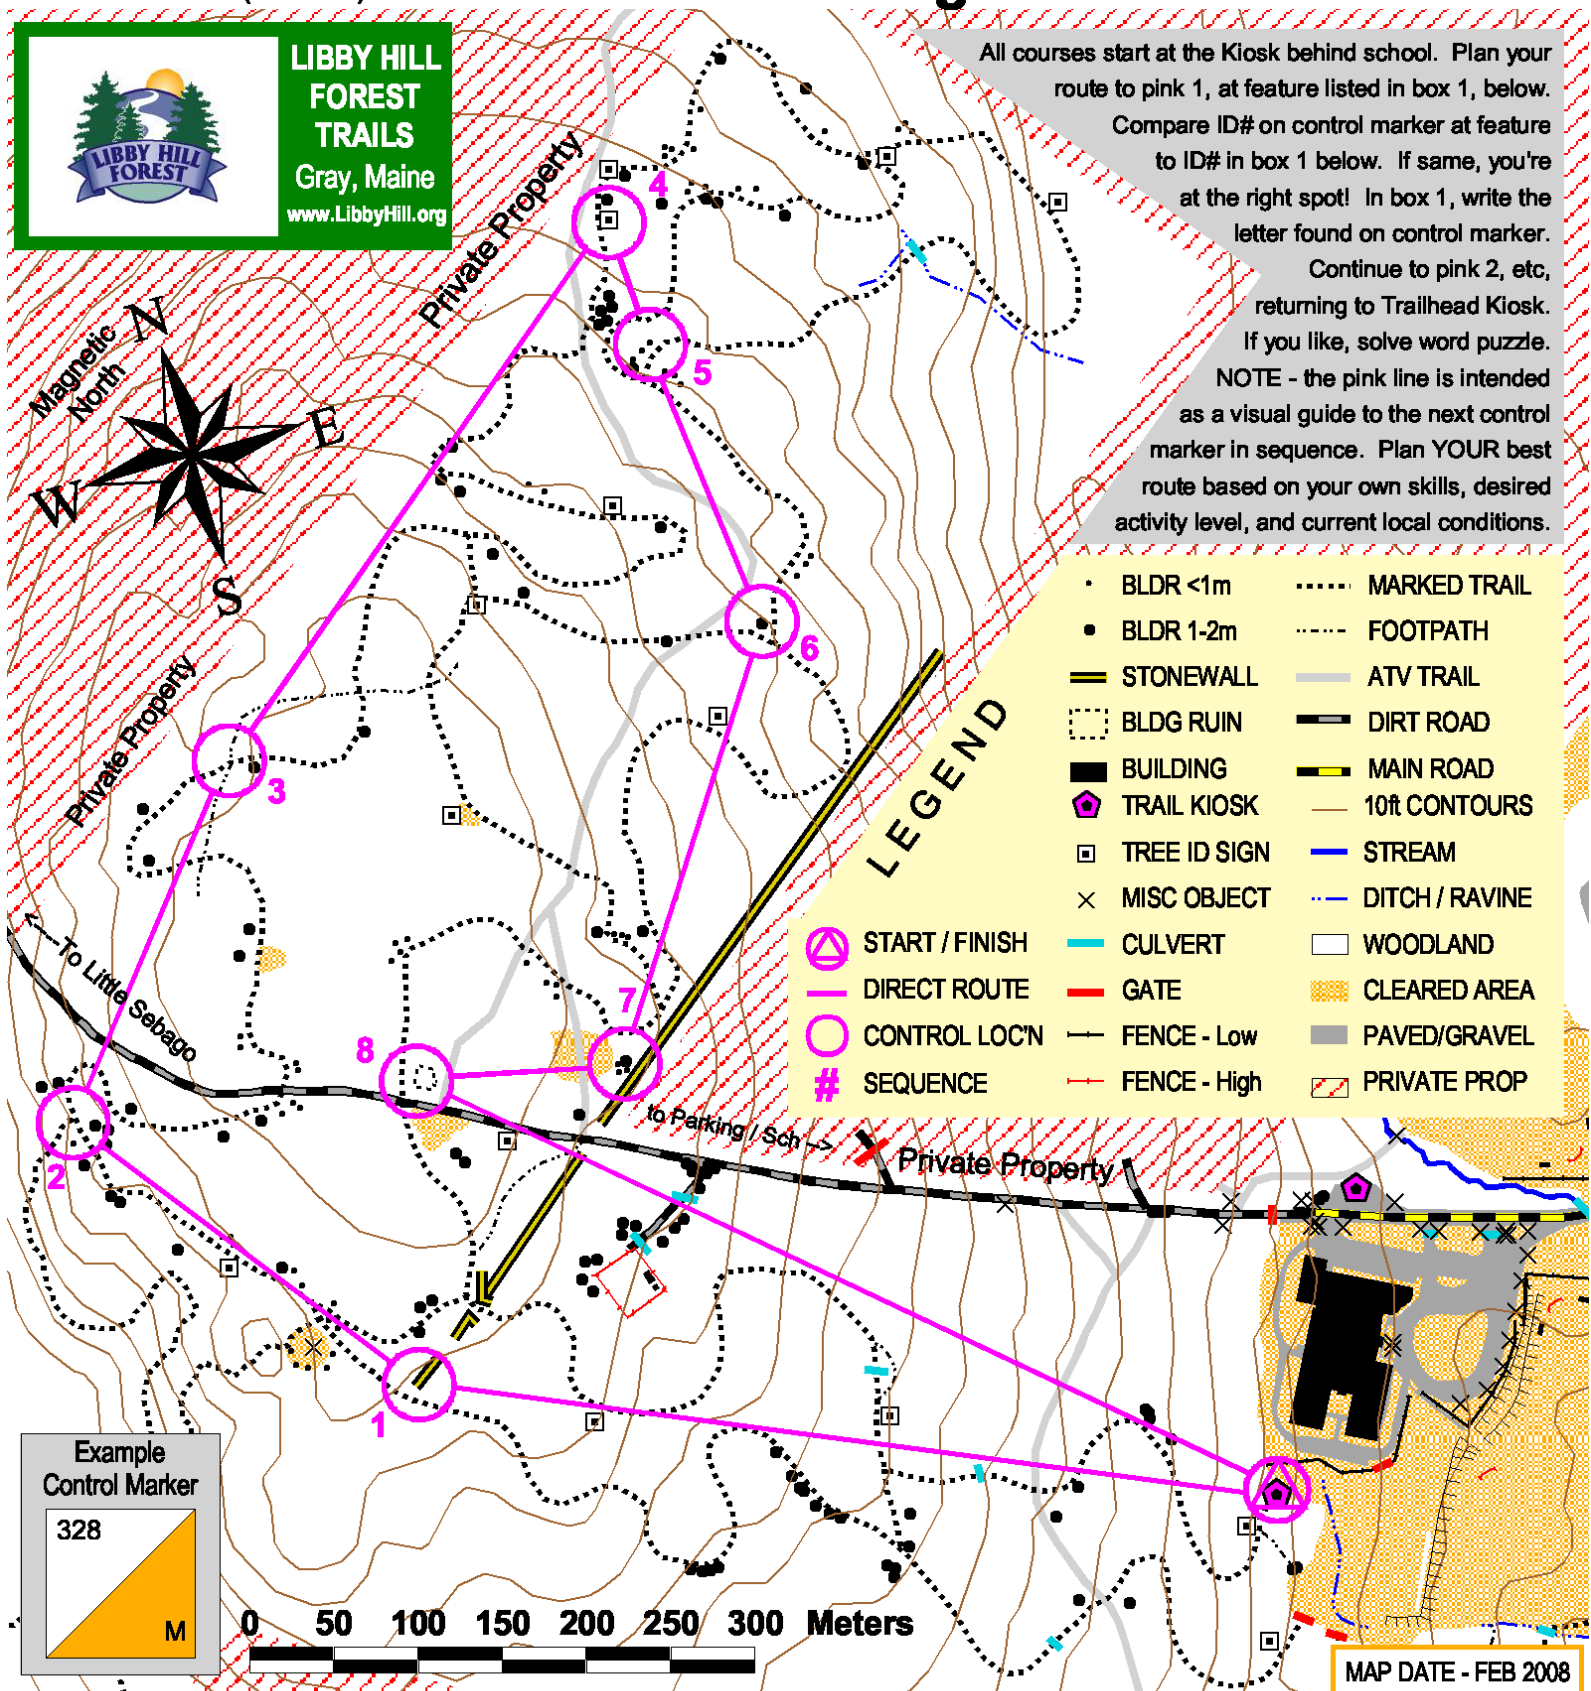 LIBBY HILL
FOREST
TRAILS
Gray, Maine
www.LibbyHill.org
LIBBY HILL
FOREST
All courses start at the Kiosk behind school. Plan your
route to pink 1, at feature listed in box 1, below.
Compare ID# on control marker at feature
to ID# in box 1 below. If same, you're
at the right spot! In box 1, write the
letter found on control marker.
Continue to pink 2, etc,
returning to Trailhead Kiosk.
If you like, solve word puzzle.
NOTE - the pink line is intended
as a visual guide to the next control
marker in sequence. Plan YOUR best
route based on your own skills, desired
activity level, and current local conditions.
Private Property
Magnetic
North
N
E
W
S
Private Property
4
5
6
3
7
8
2
1
To Little Sebago
to Parking / Sch -->
Private Property
LEGEND
BLDR <1m
BLDR 1-2m
STONEWALL
BLDG RUIN
BUILDING
TRAIL KIOSK
TREE ID SIGN
MISC OBJECT
CULVERT
GATE
FENCE - Low
FENCE - High
MARKED TRAIL
FOOTPATH
ATV TRAIL
DIRT ROAD
MAIN ROAD
10ft CONTOURS
STREAM
DITCH / RAVINE
WOODLAND
CLEARED AREA
PAVED/GRAVEL
PRIVATE PROP
START / FINISH
DIRECT ROUTE
CONTROL LOC'N
# SEQUENCE
Example
Control Marker
328
M
0 50 100 150 200 250 300 Meters
MAP DATE - FEB 2008